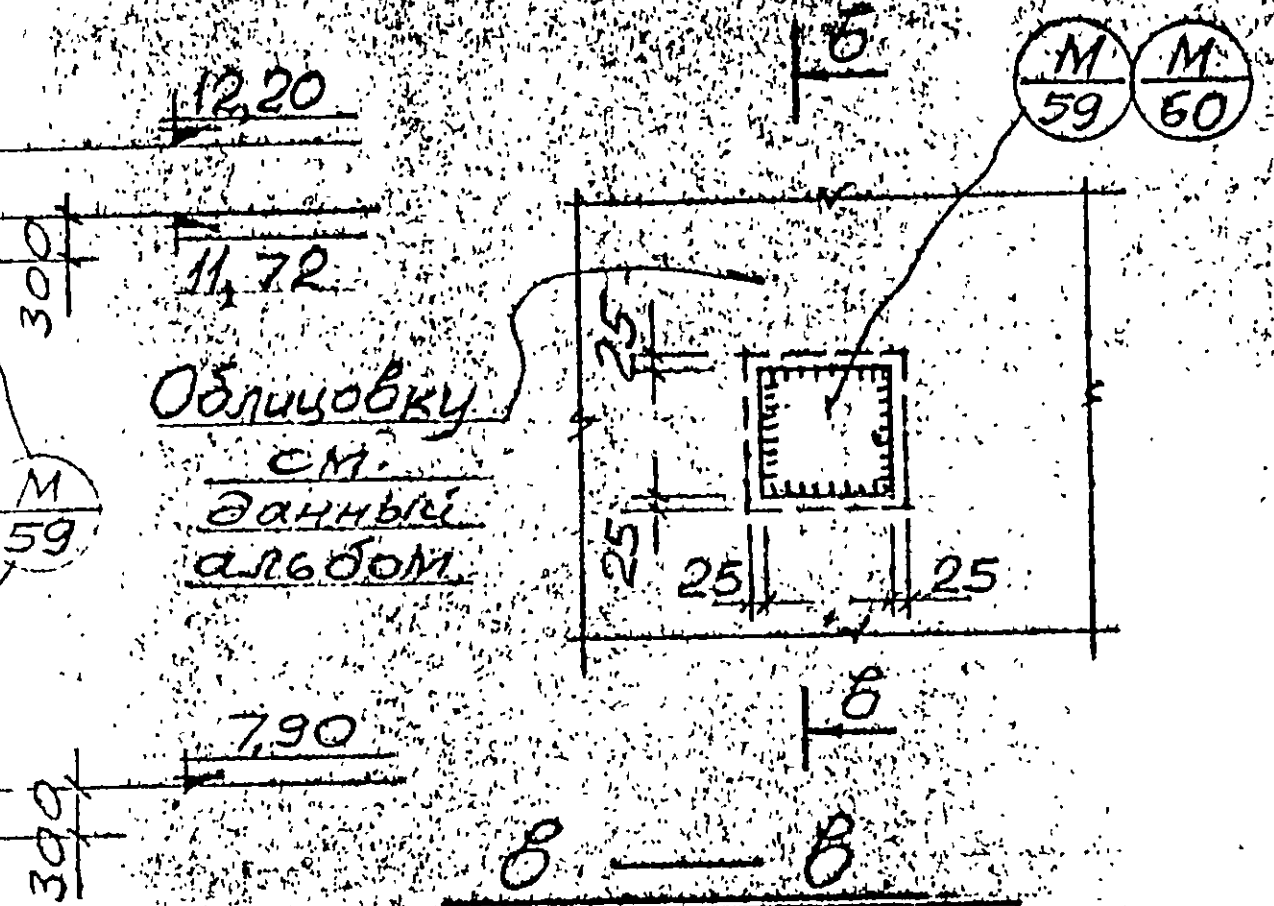 12,20
в
М
59
М
60
300
11,72
25
Облицовку
см.
данный
альбом
М
59
25
25
25
в
7,90
300
в — в